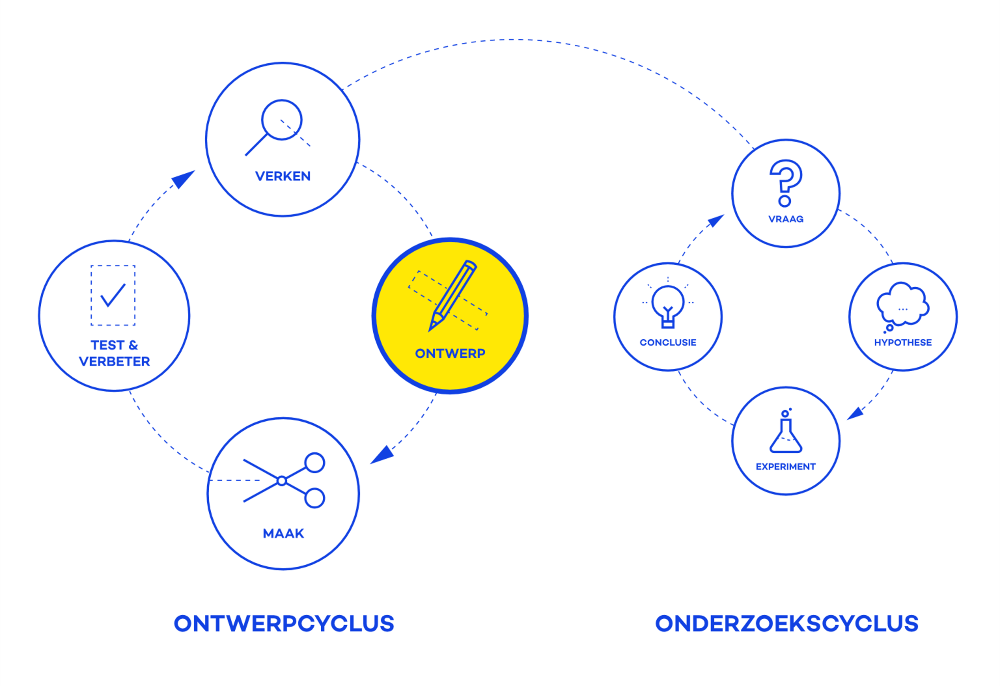 VERKEN
ONTWERP
MAAK
TEST &
VERBETER
ONTWERPCYCLUS
VRAAG
HYPOTHESE
EXPERIMENT
CONCLUSIE
ONDERZOEKSCYCLUS